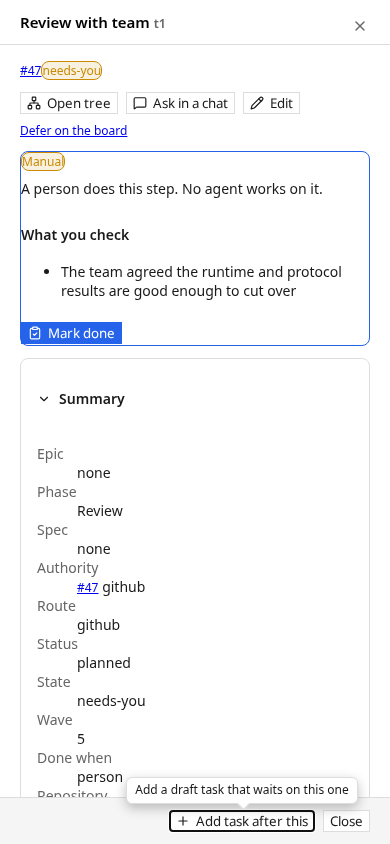 Review with team t1
#47 needs-you
Open tree Ask in a chat Edit
Defer on the board
Manual
A person does this step. No agent works on it.
What you check
• The team agreed the runtime and protocol
results are good enough to cut over
Mark done
Summary
Epic
none
Phase
Review
Spec
none
Authority
#47 github
Route
github
Status
planned
State
needs-you
Wave
5
Done when
person
Repository
Add a draft task that waits on this one
Add task after this Close